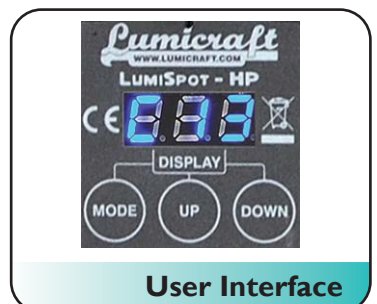 Lumicraft
WWW.LUMICRAFT.COM
LUMISPOT - HP
CE
DISPLAY
MODE UP DOWN
User Interface